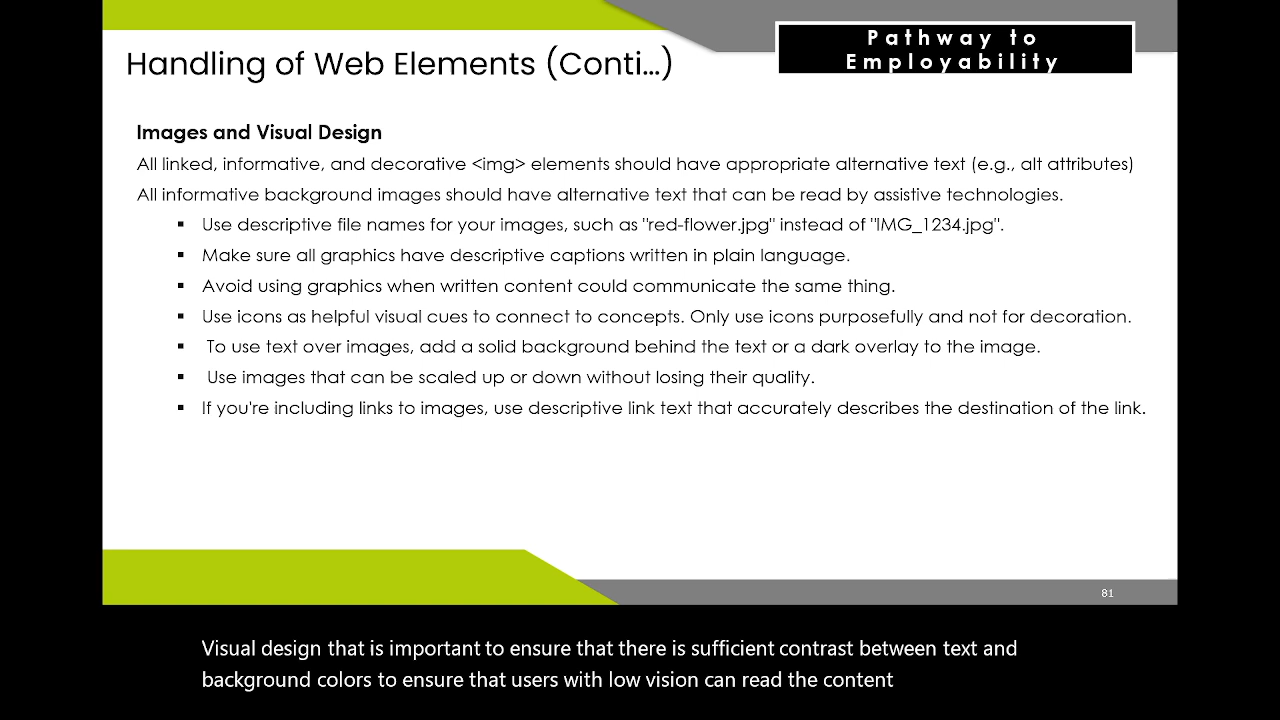 Pathway to
Employability
Handling of Web Elements (Conti...)
Images and Visual Design
All linked, informative, and decorative <img> elements should have appropriate alternative text (e.g., alt attributes)
All informative background images should have alternative text that can be read by assistive technologies.
▪ Use descriptive file names for your images, such as "red-flower.jpg" instead of "IMG_1234.jpg".
▪ Make sure all graphics have descriptive captions written in plain language.
▪ Avoid using graphics when written content could communicate the same thing.
▪ Use icons as helpful visual cues to connect to concepts. Only use icons purposefully and not for decoration.
▪ To use text over images, add a solid background behind the text or a dark overlay to the image.
▪ Use images that can be scaled up or down without losing their quality.
▪ If you're including links to images, use descriptive link text that accurately describes the destination of the link.
81
Visual design that is important to ensure that there is sufficient contrast between text and
background colors to ensure that users with low vision can read the content